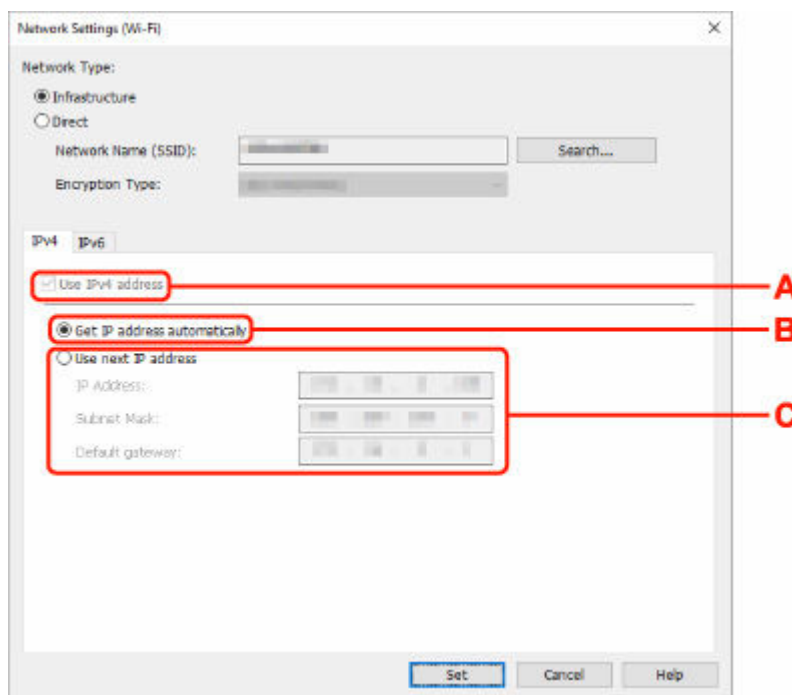 Network Settings (Wi-Fi)
Network Type:
Infrastructure
Direct
Network Name (SSID):
Search...
Encryption Type:
IPv4 IPv6
Use IPv4 address
A
Get IP address automatically
B
Use next IP address
IP Address:
Subnet Mask:
C
Default gateway:
Set Cancel Help